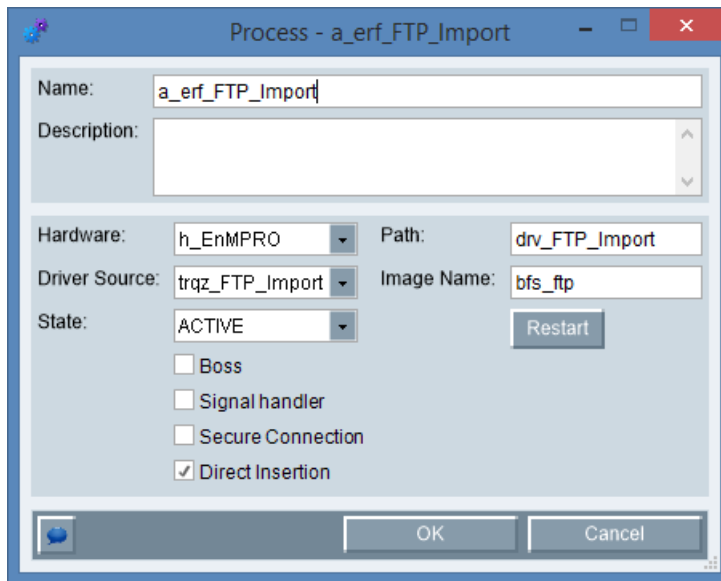 Process - a_erf_FTP_Import
Name: a_erf_FTP_Import
Description:
Hardware: h_EnMPRO Path: drv_FTP_Import
Driver Source: trqz_FTP_Import Image Name: bfs_ftp
State: ACTIVE Restart
Boss
Signal handler
Secure Connection
Direct Insertion
OK Cancel